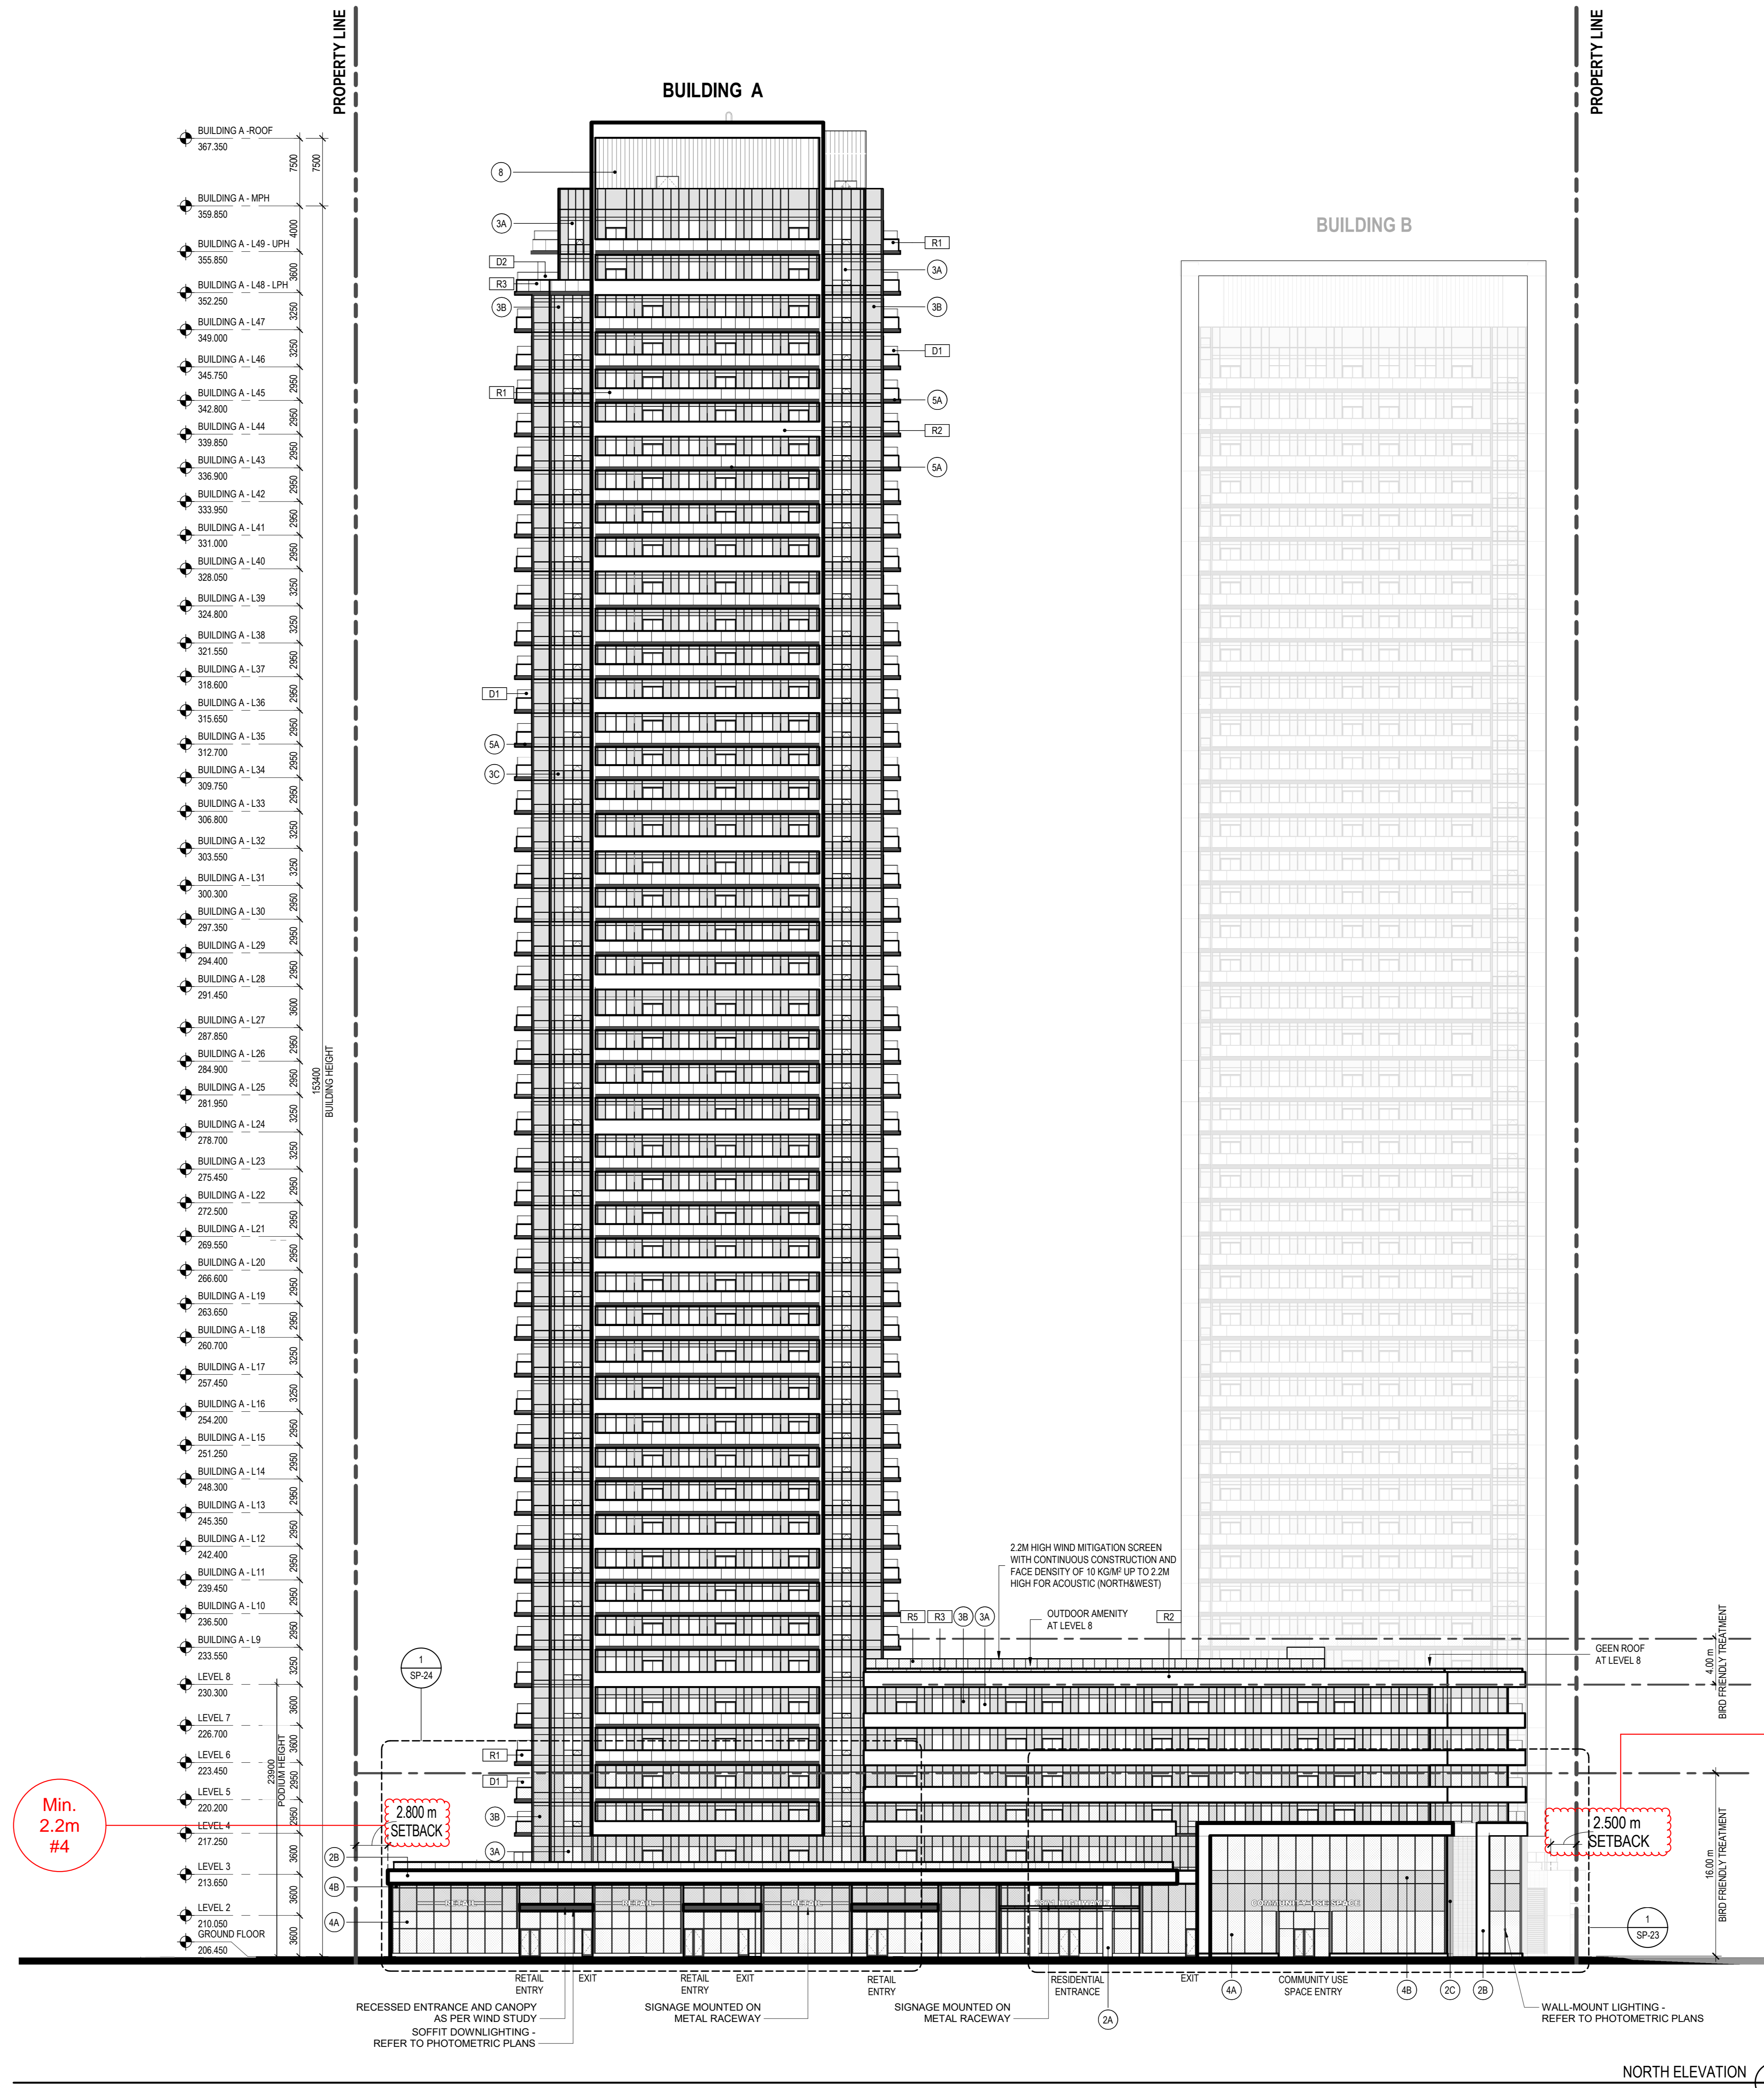 PROPERTY LINE
PROPERTY LINE
BUILDING A
BUILDING B
BUILDING A -ROOF
367.350
7500
7500
BUILDING A - MPH
359.850
4000
BUILDING A - L49 - UPH
355.850
3600
BUILDING A - L48 - LPH
352.250
3250
BUILDING A - L47
349.000
3250
BUILDING A - L46
345.750
2950
BUILDING A - L45
342.800
2950
BUILDING A - L44
339.850
2950
BUILDING A - L43
336.900
2950
BUILDING A - L42
333.950
2950
BUILDING A - L41
331.000
2950
BUILDING A - L40
328.050
3250
BUILDING A - L39
324.800
3250
BUILDING A - L38
321.550
2950
BUILDING A - L37
318.600
2950
BUILDING A - L36
315.650
2950
BUILDING A - L35
312.700
2950
BUILDING A - L34
309.750
2950
BUILDING A - L33
306.800
3250
BUILDING A - L32
303.550
3250
BUILDING A - L31
300.300
2950
BUILDING A - L30
297.350
2950
BUILDING A - L29
294.400
2950
BUILDING A - L28
291.450
3600
BUILDING A - L27
287.850
2950
BUILDING A - L26
284.900
2950
BUILDING A - L25
281.950
3250
BUILDING A - L24
278.700
3250
BUILDING A - L23
275.450
2950
BUILDING A - L22
272.500
2950
BUILDING A - L21
269.550
2950
BUILDING A - L20
266.600
2950
BUILDING A - L19
263.650
2950
BUILDING A - L18
260.700
3250
BUILDING A - L17
257.450
3250
BUILDING A - L16
254.200
2950
BUILDING A - L15
251.250
2950
BUILDING A - L14
248.300
2950
BUILDING A - L13
245.350
2950
BUILDING A - L12
242.400
2950
BUILDING A - L11
239.450
2950
BUILDING A - L10
236.500
2950
BUILDING A - L9
233.550
3250
LEVEL 8
230.300
3600
LEVEL 7
226.700
3600
LEVEL 6
223.450
2950
LEVEL 5
220.200
2950
LEVEL 4
217.250
3600
LEVEL 3
213.650
3600
LEVEL 2
210.050
3600
GROUND FLOOR
206.450
153400
BUILDING HEIGHT
23900
PODIUM HEIGHT
8
3A
D2
R3
3B
R1
R1
3A
3B
D1
5A
R2
5A
D1
5A
3C
2.2M HIGH WIND MITIGATION SCREEN
WITH CONTINUOUS CONSTRUCTION AND
FACE DENSITY OF 10 KG/M² UP TO 2.2M
HIGH FOR ACOUSTIC (NORTH&WEST)
R5
R3
3B
3A
OUTDOOR AMENITY
AT LEVEL 8
R2
GEEN ROOF
AT LEVEL 8
4.00 m
BIRD FRIENDLY TREATMENT
16.00 m
BIRD FRIENDLY TREATMENT
1
SP-24
R1
D1
3B
3A
2B
4B
4A
Min.
2.2m
#4
2.800 m
SETBACK
2.500 m
SETBACK
1
SP-23
RETAIL
RETAIL
RETAIL
COMMUNITY USE SPACE
RETAIL
ENTRY
EXIT
RETAIL
ENTRY
EXIT
RETAIL
ENTRY
RESIDENTIAL
ENTRANCE
EXIT
COMMUNITY USE
SPACE ENTRY
4A
4B
2C
2B
2A
RECESSED ENTRANCE AND CANOPY
AS PER WIND STUDY
SOFFIT DOWNLIGHTING -
REFER TO PHOTOMETRIC PLANS
SIGNAGE MOUNTED ON
METAL RACEWAY
SIGNAGE MOUNTED ON
METAL RACEWAY
WALL-MOUNT LIGHTING -
REFER TO PHOTOMETRIC PLANS
NORTH ELEVATION